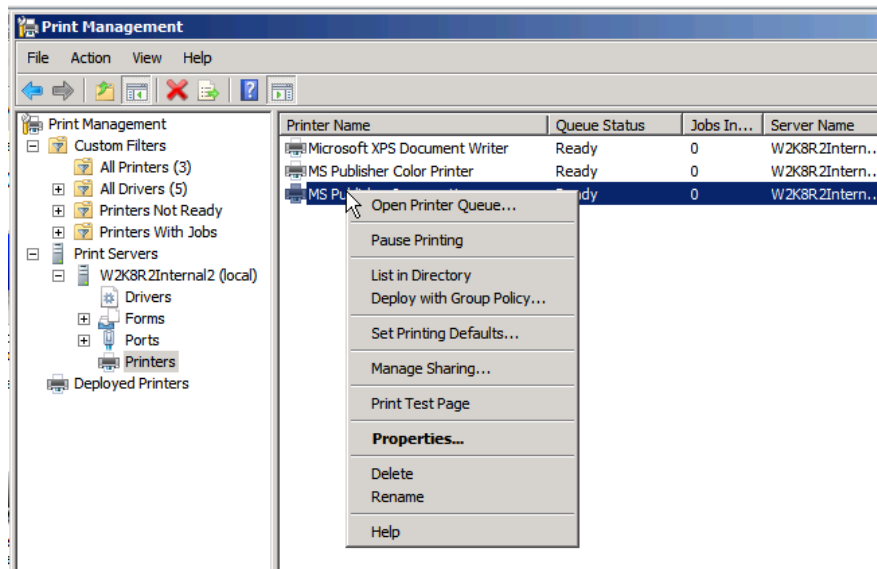 Print Management
File Action View Help
Print Management
Custom Filters
All Printers (3)
All Drivers (5)
Printers Not Ready
Printers With Jobs
Print Servers
W2K8R2Internal2 (local)
Drivers
Forms
Ports
Printers
Deployed Printers
Printer Name Queue Status Jobs In... Server Name
Microsoft XPS Document Writer Ready 0 W2K8R2Intern...
MS Publisher Color Printer Ready 0 W2K8R2Intern...
MS 0 W2K8R2Intern...
Open Printer Queue...
Pause Printing
List in Directory
Deploy with Group Policy...
Set Printing Defaults...
Manage Sharing...
Print Test Page
Properties...
Delete
Rename
Help